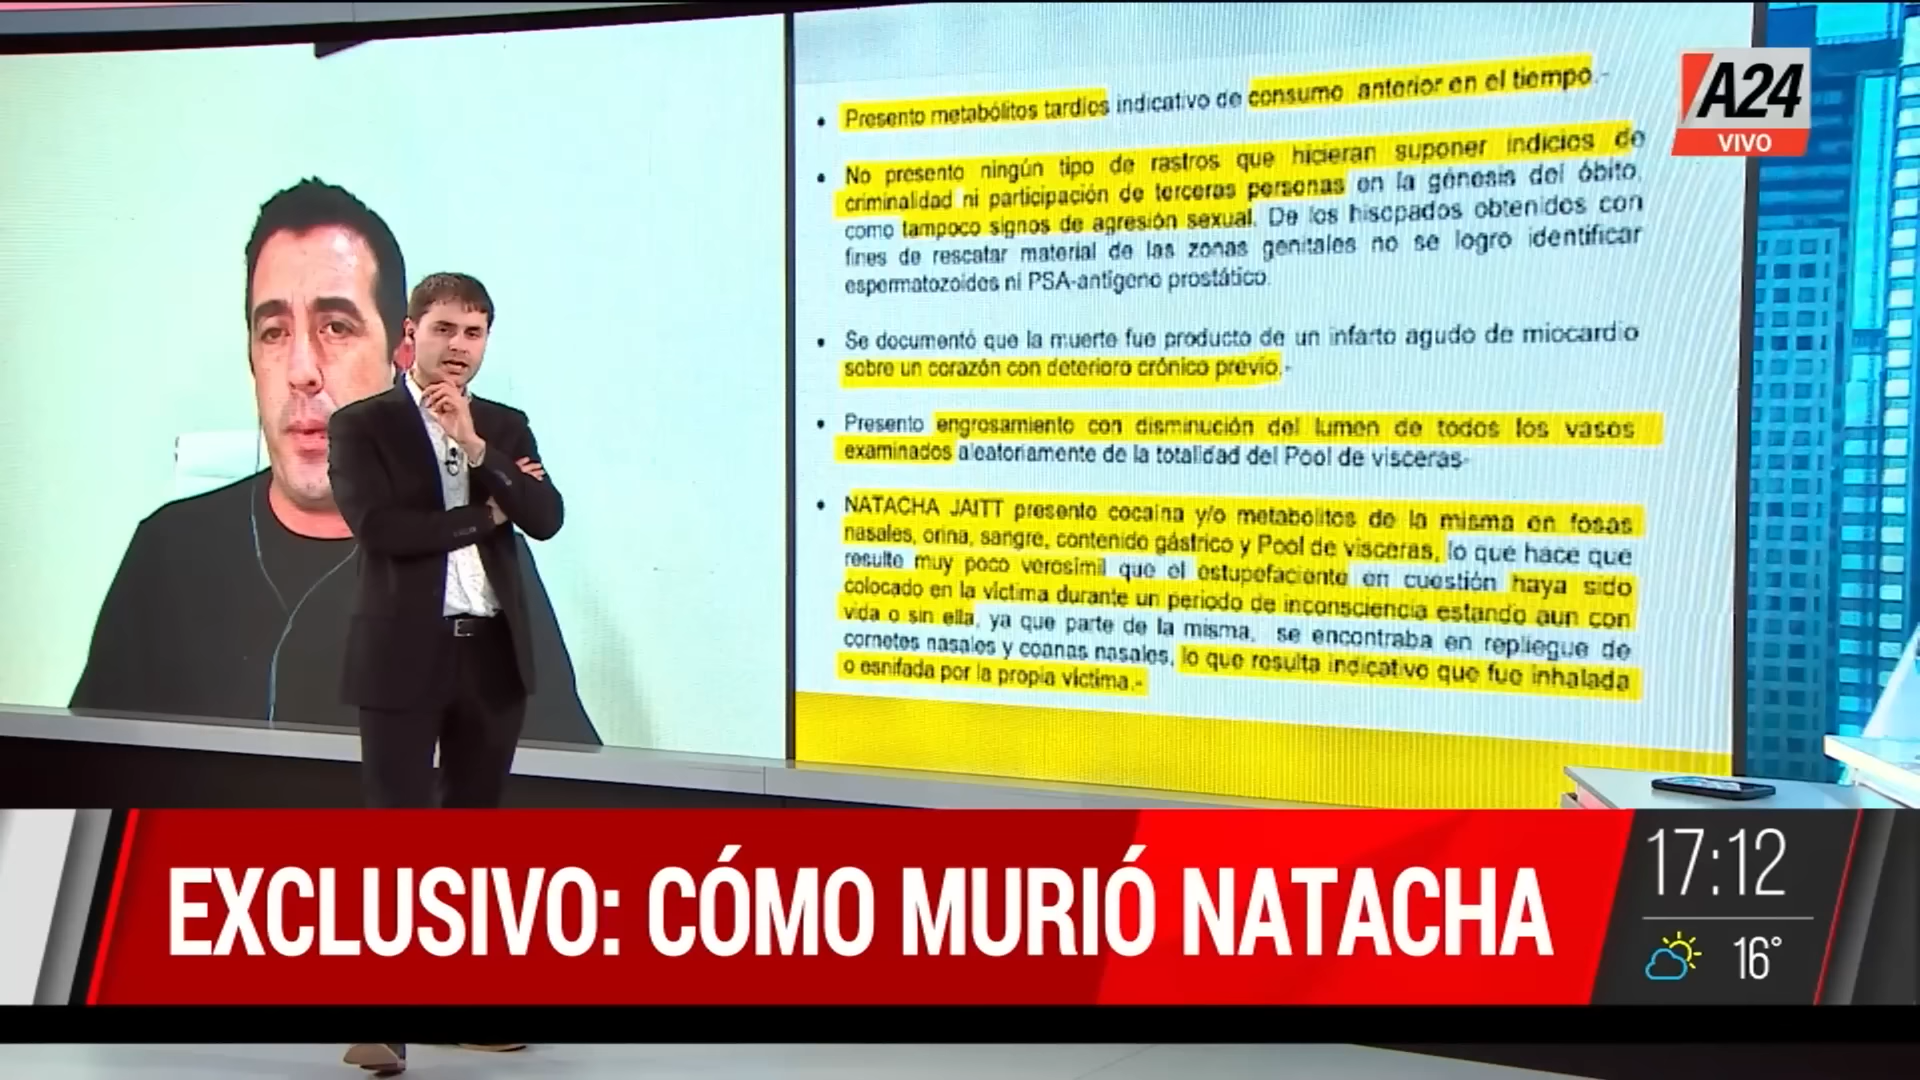 A24
VIVO
• Presento metabólitos tardíos indicativo de consumo anterior en el tiempo.-
• No presento ningún tipo de rastros que hicieran suponer indicios de
criminalidad ni participación de terceras personas en la génesis del óbito,
como tampoco signos de agresión sexual. De los hisopados obtenidos con
fines de rescatar material de las zonas genitales no se logro identificar
espermatozoides ni PSA-antígeno prostático.
• Se documentó que la muerte fue producto de un infarto agudo de miocardio
sobre un corazón con deterioro crónico previo.-
• Presento engrosamiento con disminución del lumen de todos los vasos
examinados aleatoriamente de la totalidad del Pool de visceras-
• NATACHA JAITT presento cocaína y/o metabolitos de la misma en fosas
nasales, orina, sangre, contenido gástrico y Pool de visceras, lo que hace que
resulte muy poco verosímil que el estupefaciente en cuestión haya sido
colocado en la víctima durante un periodo de inconsciencia estando aun con
vida o sin ella, ya que parte de la misma, se encontraba en repliegue de
cornetes nasales y coanas nasales, lo que resulta indicativo que fue inhalada
o esnifada por la propia víctima.-
EXCLUSIVO: CÓMO MURIÓ NATACHA
17:12
16°